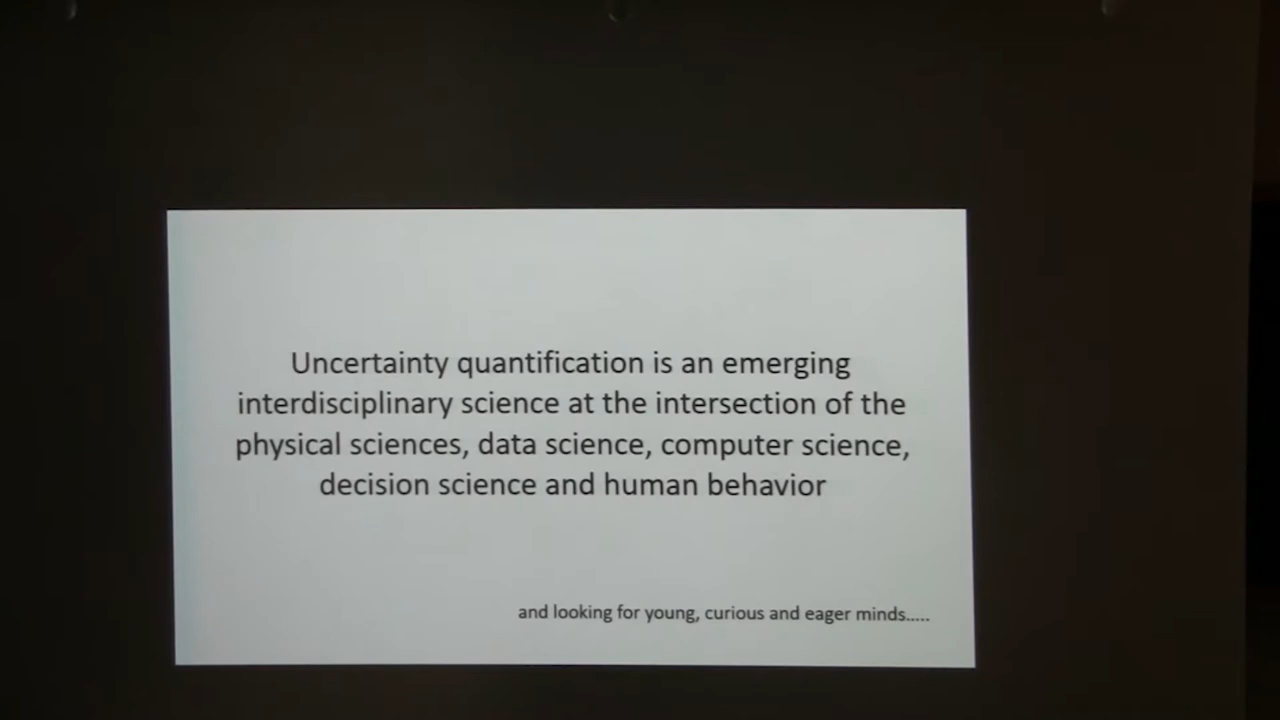 Uncertainty quantification is an emerging
interdisciplinary science at the intersection of the
physical sciences, data science, computer science,
decision science and human behavior
and looking for young, curious and eager minds.....